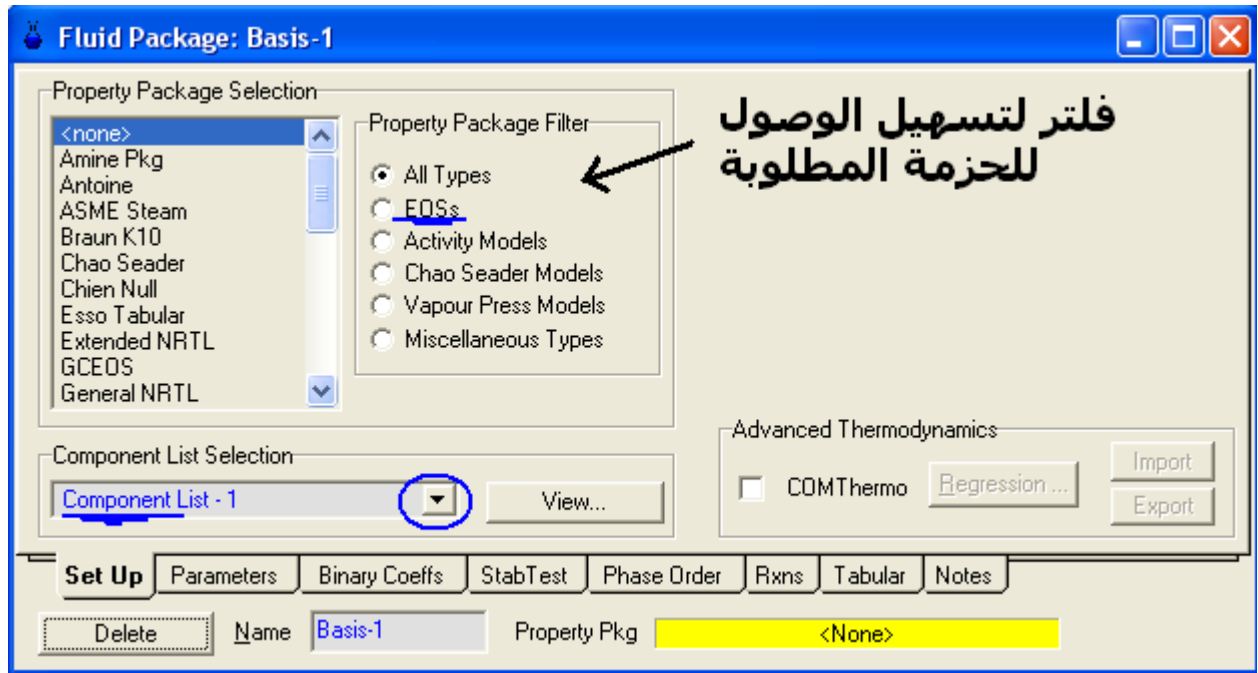 Fluid Package: Basis-1
Property Package Selection
<none>
Amine Pkg
Antoine
ASME Steam
Braun K10
Chao Seader
Chien Null
Esso Tabular
Extended NRTL
GCEOS
General NRTL
Property Package Filter
All Types
EOSs
Activity Models
Chao Seader Models
Vapour Press Models
Miscellaneous Types
فلتر لتسهيل الوصول
للحزمة المطلوبة
Component List Selection
Component List - 1
View...
Advanced Thermodynamics
COMThermo
Regression ...
Import
Export
Set Up Parameters Binary Coeffs StabTest Phase Order Rxns Tabular Notes
Delete Name Basis-1 Property Pkg <None>